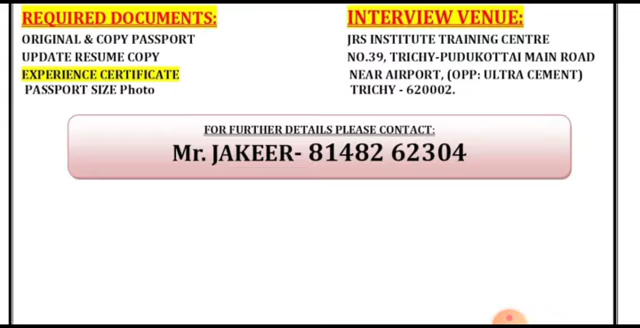 REQUIRED DOCUMENTS:
ORIGINAL & COPY PASSPORT
UPDATE RESUME COPY
EXPERIENCE CERTIFICATE
PASSPORT SIZE Photo
INTERVIEW VENUE:
JRS INSTITUTE TRAINING CENTRE
NO.39, TRICHY-PUDUKOTTAI MAIN ROAD
NEAR AIRPORT, (OPP: ULTRA CEMENT)
TRICHY - 620002.
FOR FURTHER DETAILS PLEASE CONTACT:
Mr. JAKEER- 81482 62304